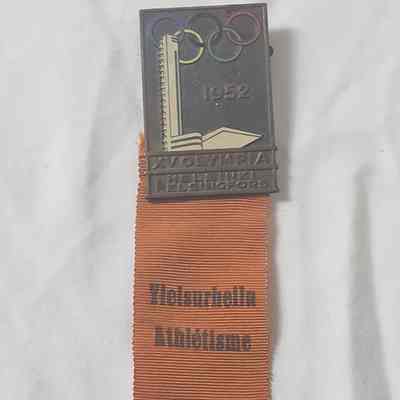 1952
XV OLYMPIA
HELSINKI
HELSINGFORS
Yleisurheilu
Athlétisme